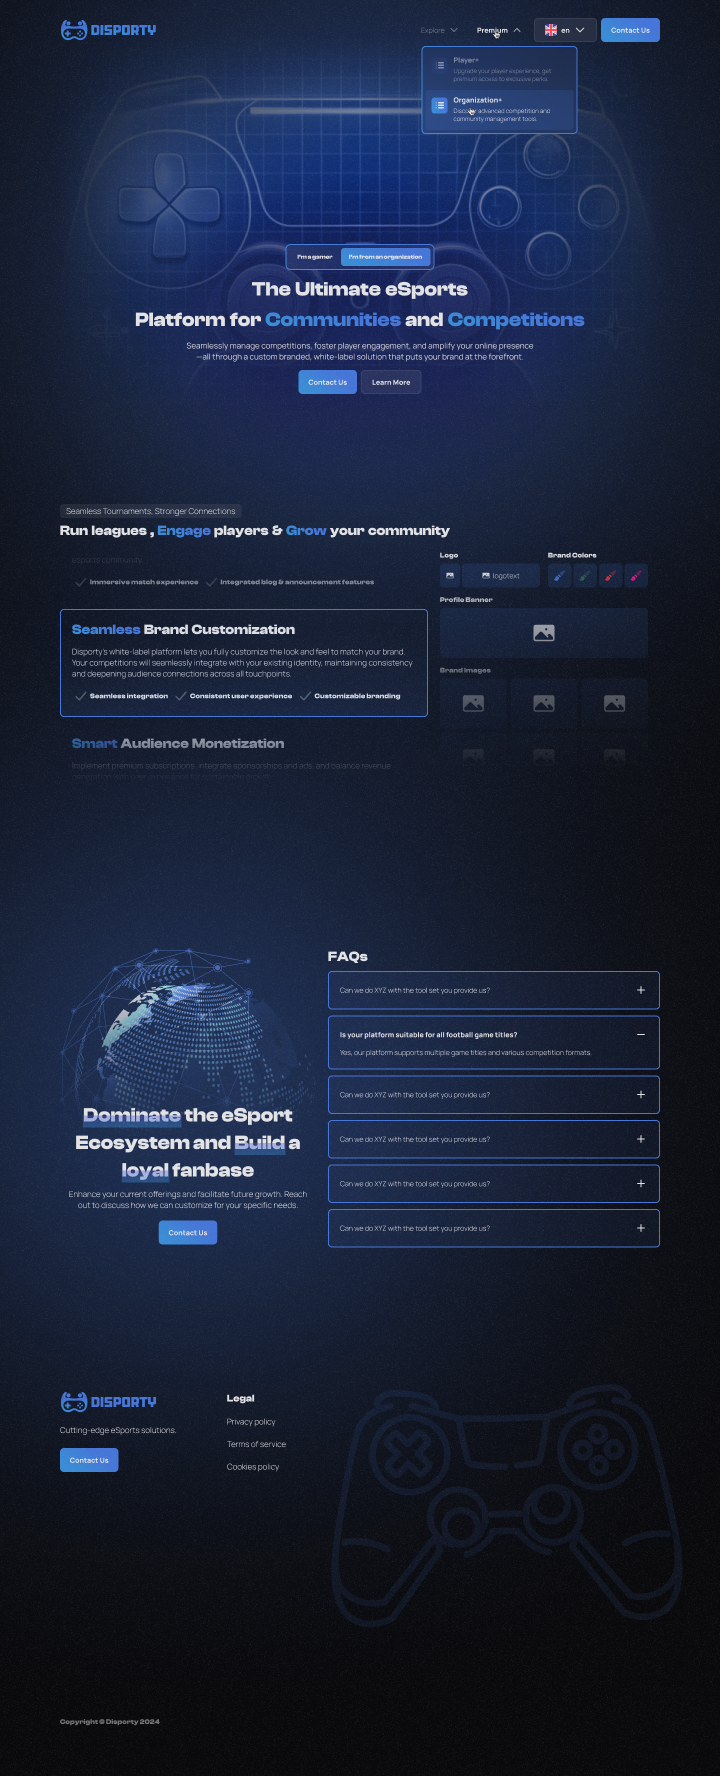 DISPORTY
Explore
Premium
en
Contact Us
Player+
Upgrade your player experience, get
premium access to exclusive perks.
Organization+
Discover advanced competition and
community management tools.
I'm a gamer
I'm from an organization
The Ultimate eSports
Platform for Communities and Competitions
Seamlessly manage competitions, foster player engagement, and amplify your online presence
—all through a custom branded, white-label solution that puts your brand at the forefront.
Contact Us
Learn More
Seamless Tournaments, Stronger Connections
Run leagues , Engage players & Grow your community
esports community.
Immersive match experience
Integrated blog & announcement features
Seamless Brand Customization
Disporty's white-label platform lets you fully customize the look and feel to match your brand.
Your competitions will seamlessly integrate with your existing identity, maintaining consistency
and deepening audience connections across all touchpoints.
Seamless integration
Consistent user experience
Customizable branding
Smart Audience Monetization
Implement premium subscriptions, integrate sponsorships and ads, and balance revenue
Logo
Brand Colors
logotext
Profile Banner
Brand Images
Dominate the eSport
Ecosystem and Build a
loyal fanbase
Enhance your current offerings and facilitate future growth. Reach
out to discuss how we can customize for your specific needs.
Contact Us
FAQs
Can we do XYZ with the tool set you provide us?
Is your platform suitable for all football game titles?
Yes, our platform supports multiple game titles and various competition formats.
Can we do XYZ with the tool set you provide us?
Can we do XYZ with the tool set you provide us?
Can we do XYZ with the tool set you provide us?
Can we do XYZ with the tool set you provide us?
DISPORTY
Cutting-edge eSports solutions.
Contact Us
Legal
Privacy policy
Terms of service
Cookies policy
Copyright © Disporty 2024